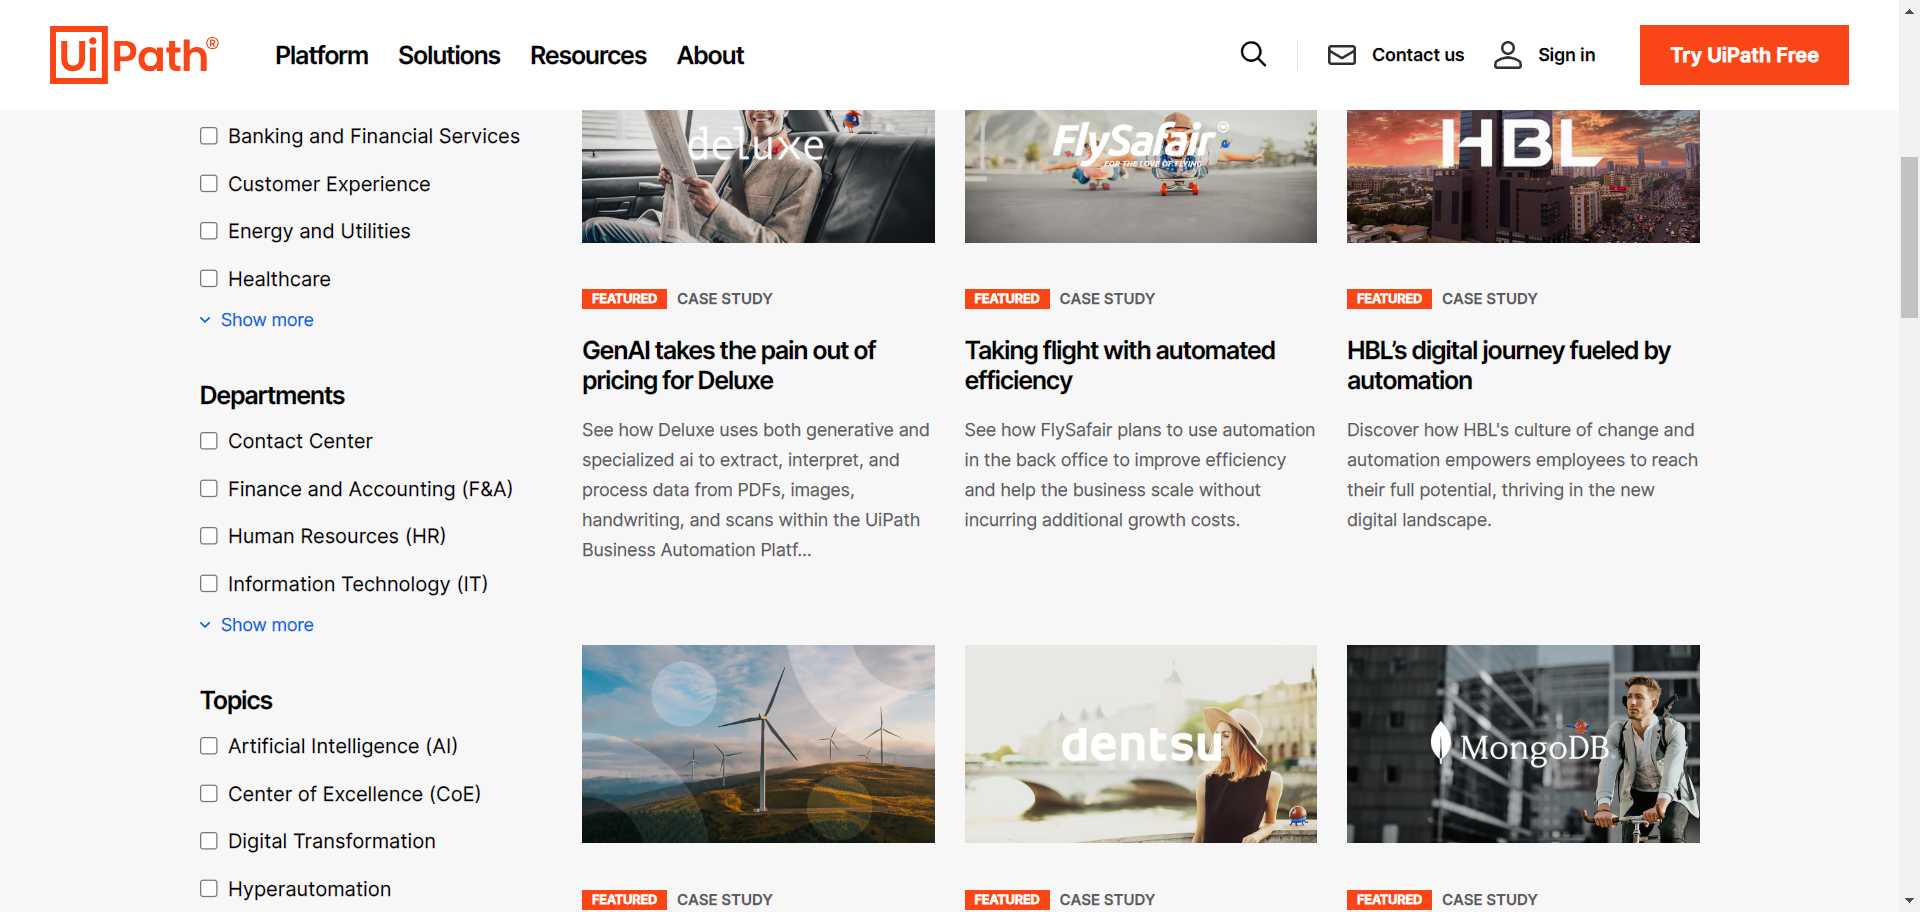 UiPath®
Platform
Solutions
Resources
About
Contact us
Sign in
Try UiPath Free
Banking and Financial Services
Customer Experience
Energy and Utilities
Healthcare
Show more
Departments
Contact Center
Finance and Accounting (F&A)
Human Resources (HR)
Information Technology (IT)
Show more
Topics
Artificial Intelligence (AI)
Center of Excellence (CoE)
Digital Transformation
Hyperautomation
deluxe
FEATURED CASE STUDY
GenAI takes the pain out of
pricing for Deluxe
See how Deluxe uses both generative and
specialized ai to extract, interpret, and
process data from PDFs, images,
handwriting, and scans within the UiPath
Business Automation Platf...
FlySafair
FOR THE LOVE OF FLYING
FEATURED CASE STUDY
Taking flight with automated
efficiency
See how FlySafair plans to use automation
in the back office to improve efficiency
and help the business scale without
incurring additional growth costs.
HBL
FEATURED CASE STUDY
HBL’s digital journey fueled by
automation
Discover how HBL's culture of change and
automation empowers employees to reach
their full potential, thriving in the new
digital landscape.
FEATURED CASE STUDY
dentsu
FEATURED CASE STUDY
MongoDB
FEATURED CASE STUDY